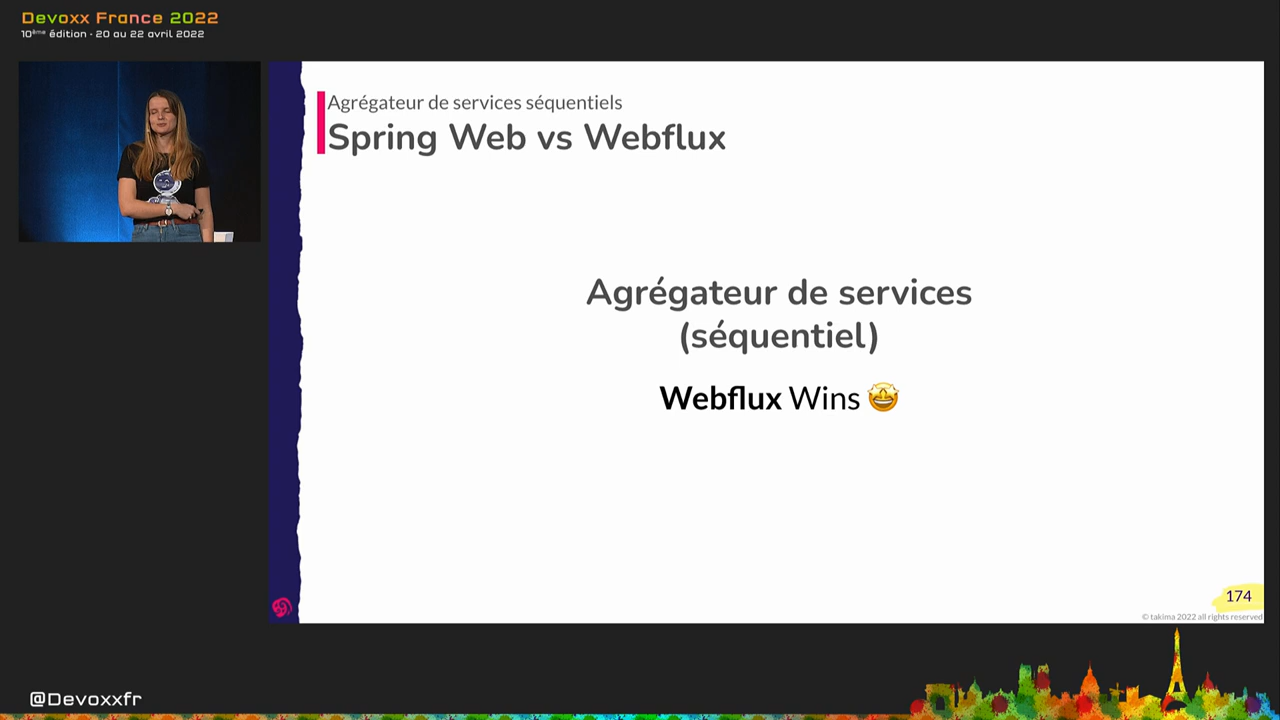 Devoxx France 2022
10ème édition - 20 au 22 avril 2022
Agrégateur de services séquentiels
Spring Web vs Webflux
Agrégateur de services
(séquentiel)
Webflux Wins 🤩
174
© takima 2022 all rights reserved
@Devoxxfr